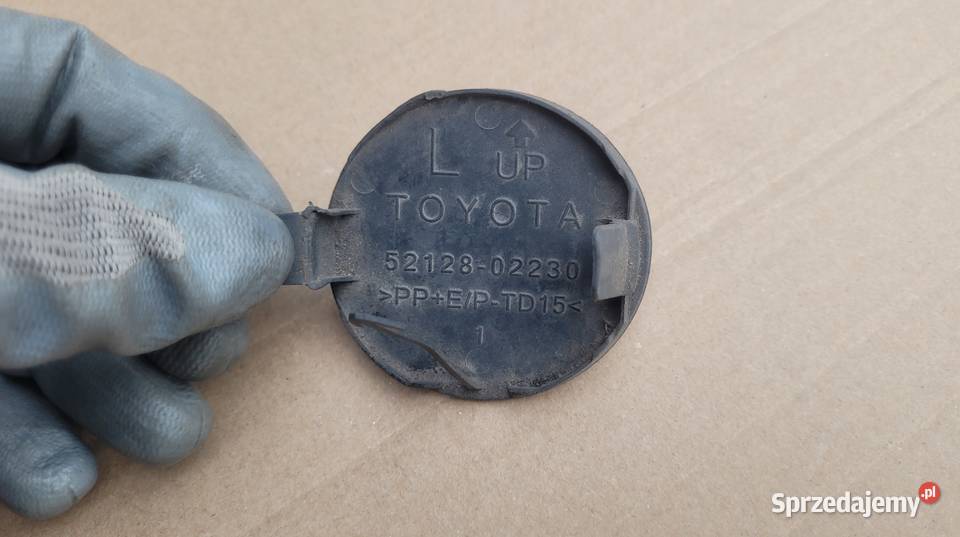 L UP
TOYOTA
52128-02230
>PP+E/P-TD15<
1
Sprzedajemy.pl